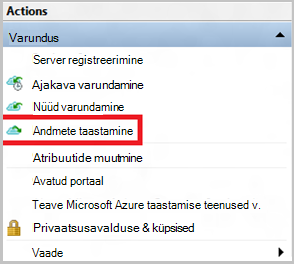 Actions
Varundus
Server registreerimine
Ajakava varundamine
Nüüd varundamine
Andmete taastamine
Atribuutide muutmine
Avatud portaal
Teave Microsoft Azure taastamise teenused v.
Privaatsusavalduse & küpsised
Vaade